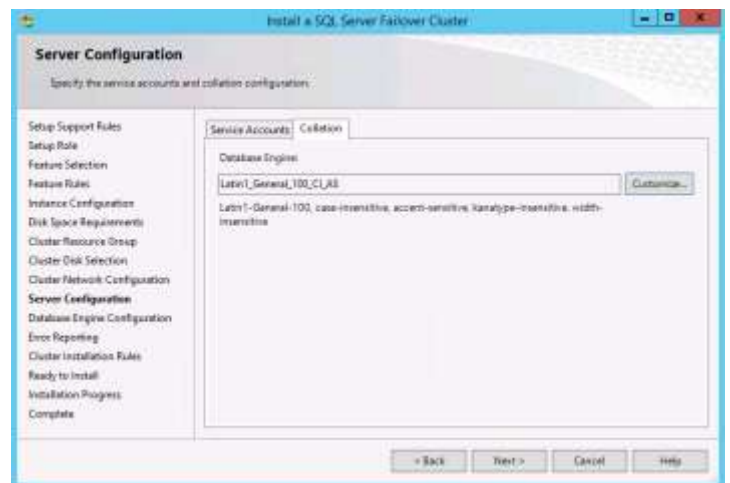 Install a SQL Server Failover Cluster
Server Configuration
Specify the service accounts and collation configuration.
Setup Support Rules
Setup Role
Feature Selection
Feature Rules
Instance Configuration
Disk Space Requirements
Cluster Resource Group
Cluster Disk Selection
Cluster Network Configuration
Server Configuration
Database Engine Configuration
Error Reporting
Cluster Installation Rules
Ready to Install
Installation Progress
Complete
Service Accounts Collation
Database Engine:
Latin1_General_100_CI_AS
Customize...
Latin1-General-100, case-insensitive, accent-sensitive, kanatype-insensitive, width-
insensitive
< Back Next > Cancel Help